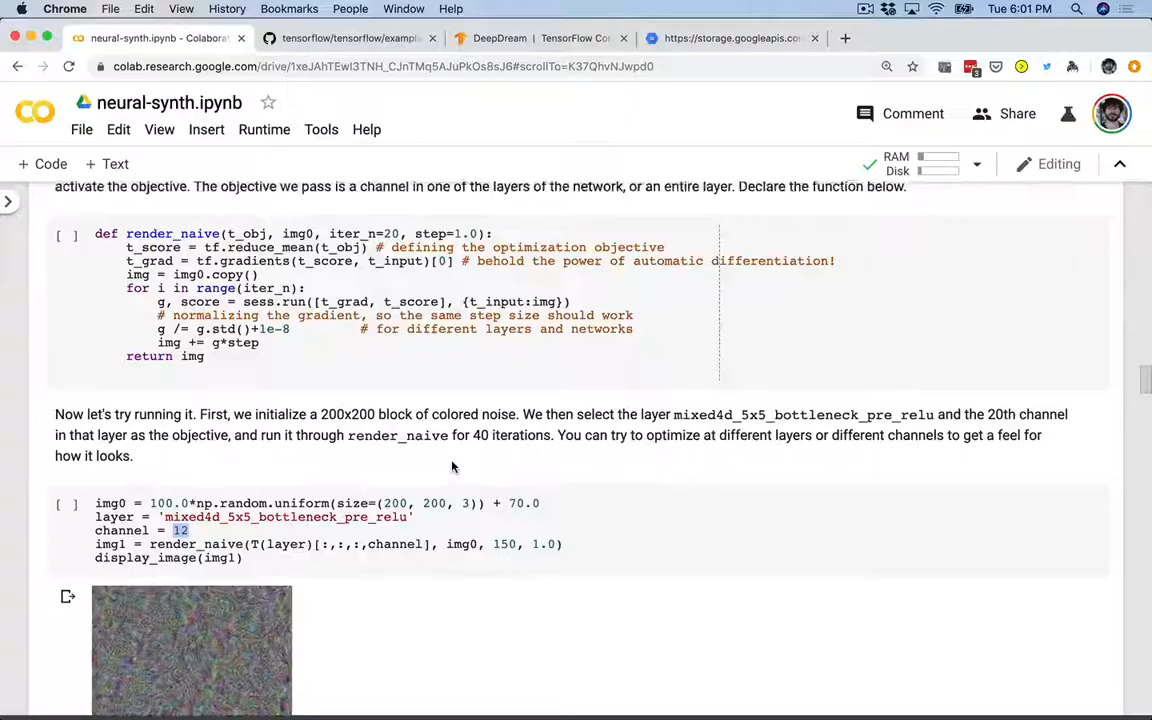 Chrome File Edit View History Bookmarks People Window Help Tue 6:01 PM
neural-synth.ipynb - Colaborat tensorflow/tensorflow/exampl DeepDream | TensorFlow Cor https://storage.googleapis.co
colab.research.google.com/drive/1xeJAhTEwI3TNH_CJnTMq5AJuPkOs8sJ6#scrollTo=K37QhvNJwpd0
3
CO neural-synth.ipynb
Comment Share
File Edit View Insert Runtime Tools Help
+ Code + Text RAM Disk Editing
activate the objective. The objective we pass is a channel in one of the layers of the network, or an entire layer. Declare the function below.
[ ] def render_naive(t_obj, img0, iter_n=20, step=1.0):
t_score = tf.reduce_mean(t_obj) # defining the optimization objective
t_grad = tf.gradients(t_score, t_input)[0] # behold the power of automatic differentiation!
img = img0.copy()
for i in range(iter_n):
g, score = sess.run([t_grad, t_score], {t_input:img})
# normalizing the gradient, so the same step size should work
g /= g.std()+1e-8 # for different layers and networks
img += g*step
return img
Now let's try running it. First, we initialize a 200x200 block of colored noise. We then select the layer mixed4d_5x5_bottleneck_pre_relu and the 20th channel
in that layer as the objective, and run it through render_naive for 40 iterations. You can try to optimize at different layers or different channels to get a feel for
how it looks.
[ ] img0 = 100.0*np.random.uniform(size=(200, 200, 3)) + 70.0
layer = 'mixed4d_5x5_bottleneck_pre_relu'
channel = 12
img1 = render_naive(T(layer)[:,:,:,channel], img0, 150, 1.0)
display_image(img1)